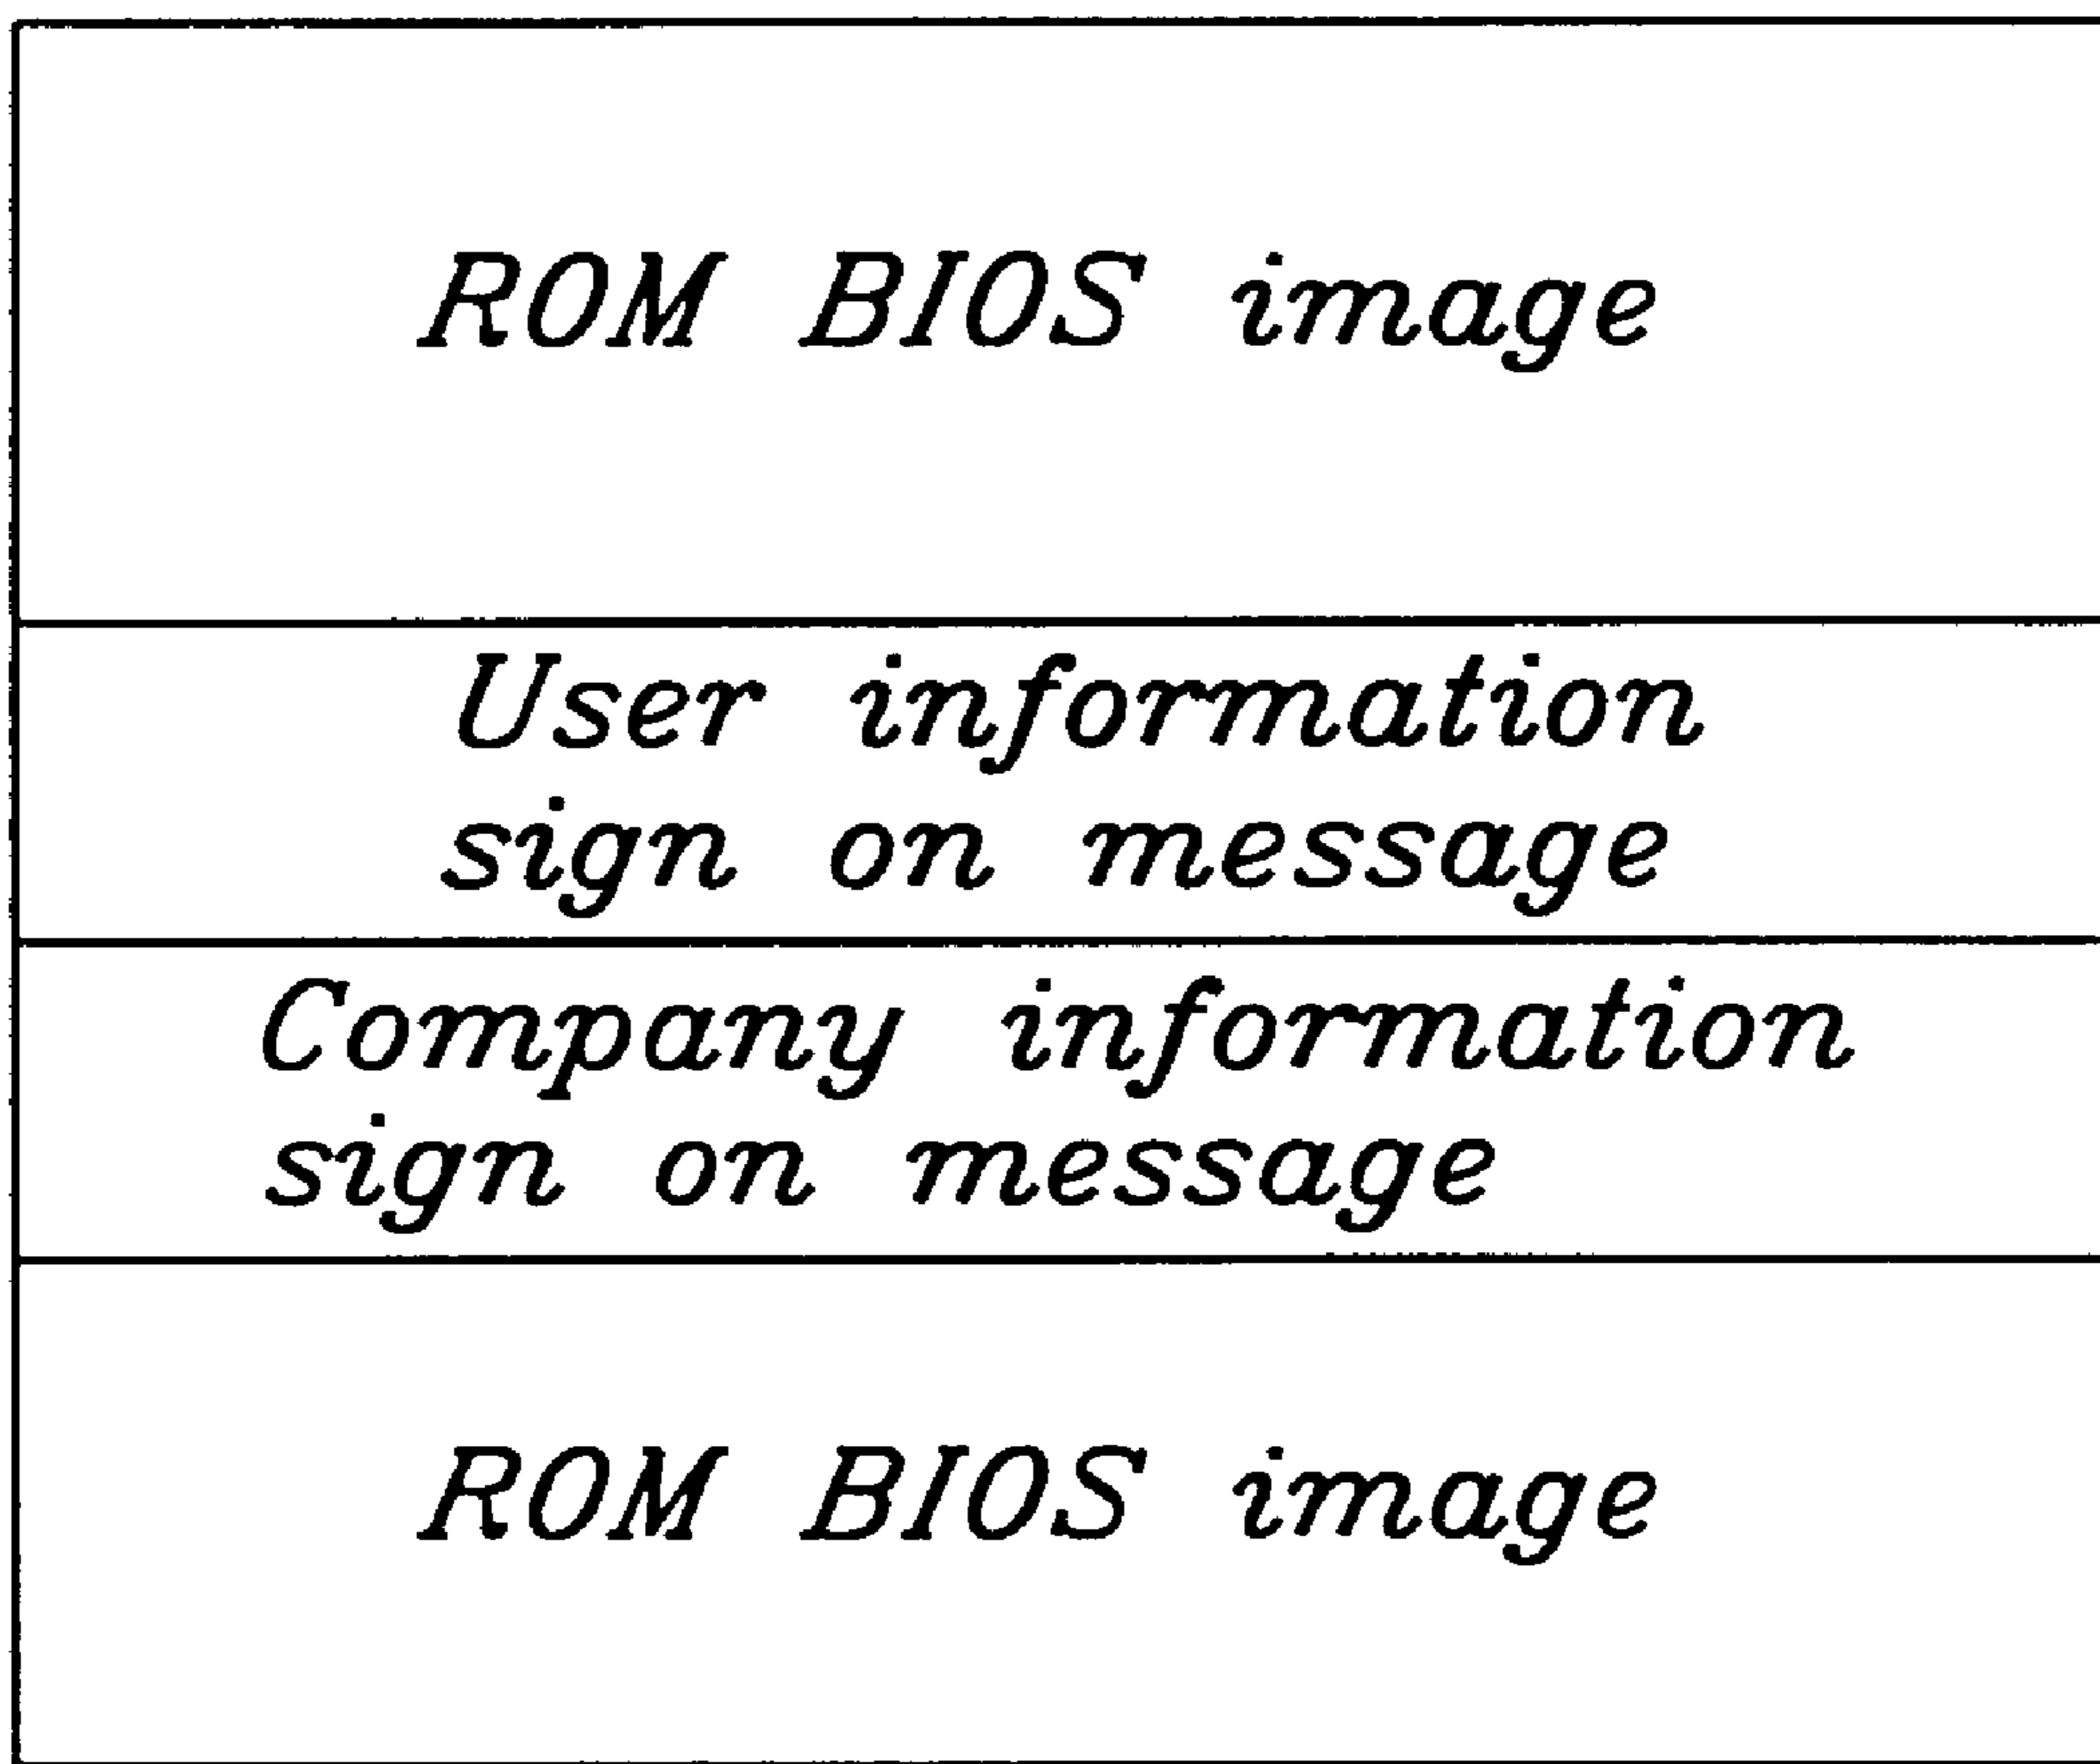 ROM BIOS image
User information
sign on message
Company information
sign on message
ROM BIOS image